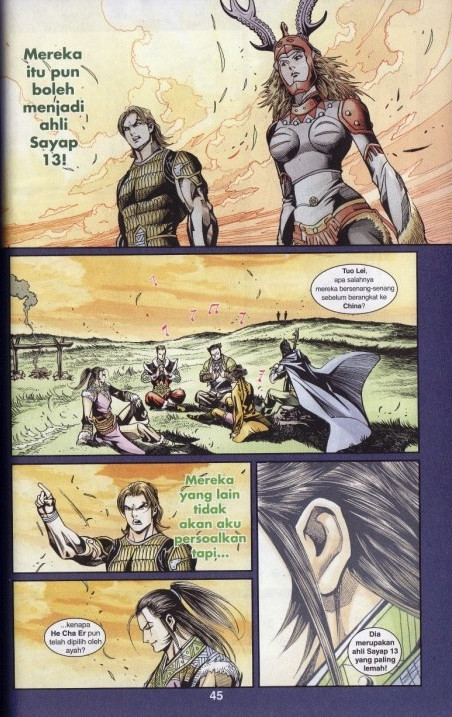 Mereka
itu pun
boleh
menjadi
ahli
Sayap
13!
Tuo Lei,
apa salahnya
mereka bersenang-senang
sebelum berangkat ke
China?
Mereka
yang lain
tidak
akan aku
persoalkan
tapi...
...kenapa
He Cha Er pun
telah dipilih oleh
ayah?
Dia
merupakan
ahli Sayap 13
yang paling
lemah!
45